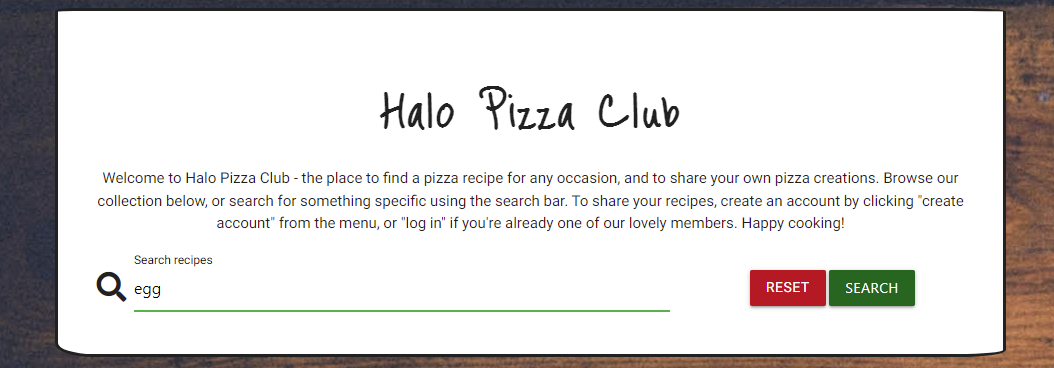 Halo Pizza Club
Welcome to Halo Pizza Club - the place to find a pizza recipe for any occasion, and to share your own pizza creations. Browse our
collection below, or search for something specific using the search bar. To share your recipes, create an account by clicking "create
account" from the menu, or "log in" if you're already one of our lovely members. Happy cooking!
Search recipes
egg
RESET
SEARCH